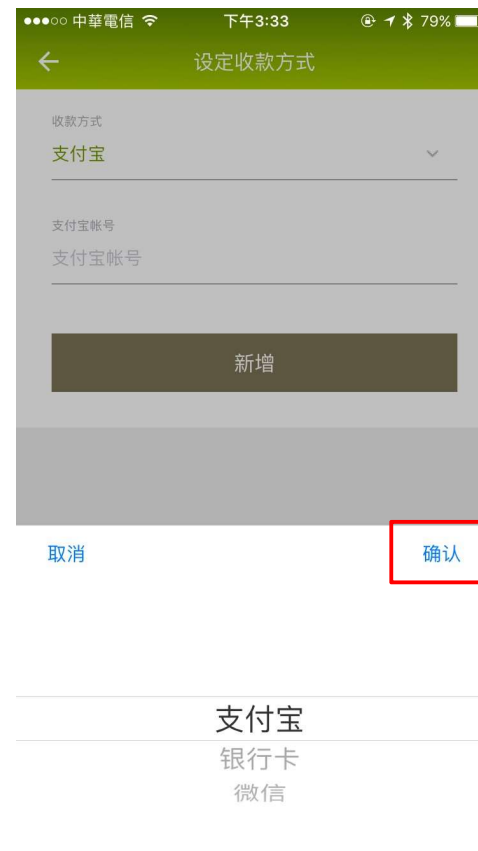 中華電信 下午3:33 79%
设定收款方式
收款方式
支付宝
支付宝帐号
支付宝帐号
新增
取消 确认
支付宝
银行卡
微信